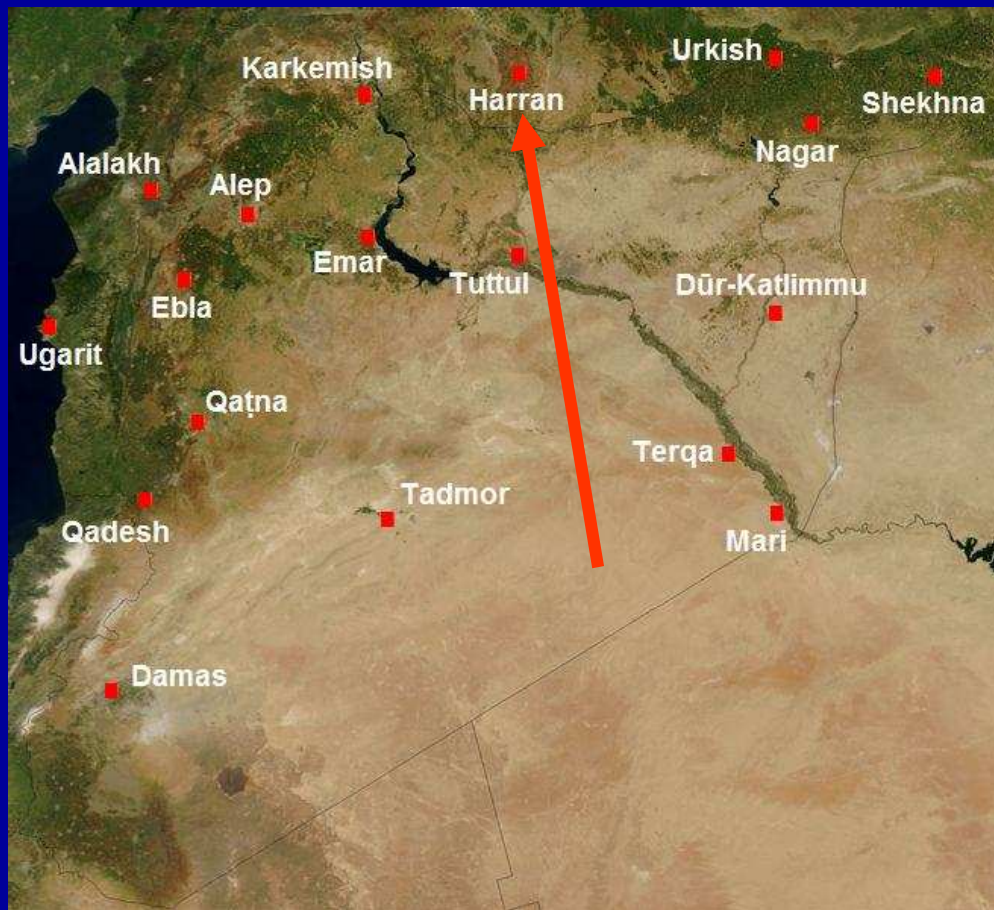 Urkish
Karkemish
Harran
Shekhna
Nagar
Alalakh
Alep
Emar
Tuttul
Dūr-Katlimmu
Ebla
Ugarit
Qaṭna
Terqa
Tadmor
Qadesh
Mari
Damas